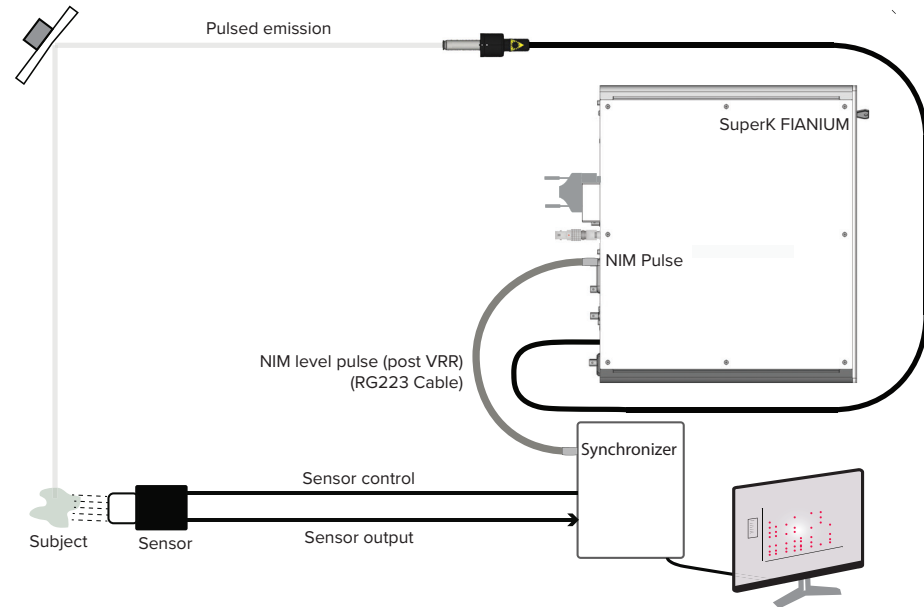 Pulsed emission
SuperK FIANIUM
NIM Pulse
NIM level pulse (post VRR)
(RG223 Cable)
Synchronizer
Sensor control
Sensor output
Subject
Sensor